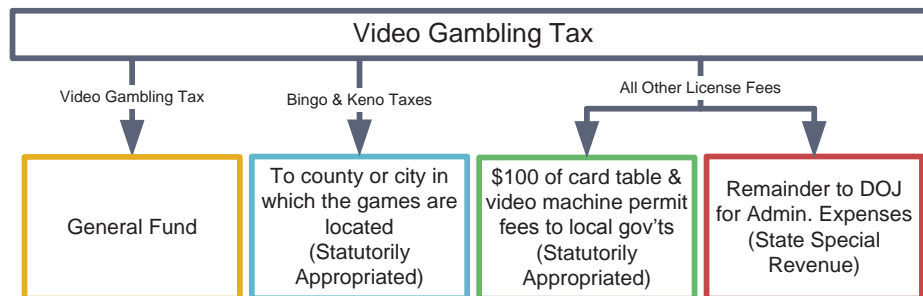 Video Gambling Tax
Video Gambling Tax
Bingo & Keno Taxes
All Other License Fees
General Fund
To county or city in
which the games are
located
(Statutorily
Appropriated)
$100 of card table &
video machine permit
fees to local gov’ts
(Statutorily
Appropriated)
Remainder to DOJ
for Admin. Expenses
(State Special
Revenue)